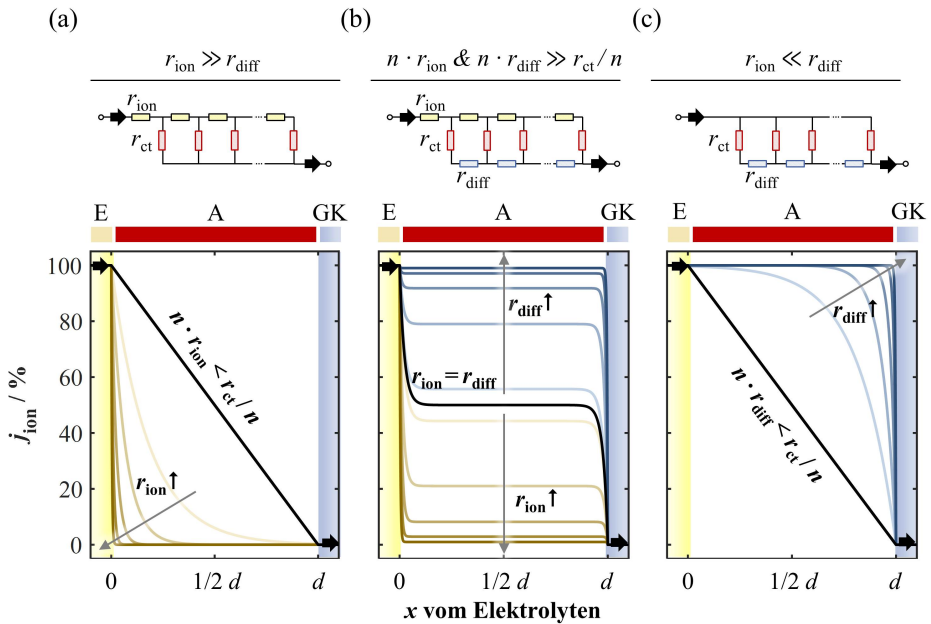 (a)
(b)
(c)
r_ion ≫ r_diff
n · r_ion & n · r_diff ≫ r_ct / n
r_ion ≪ r_diff
r_ion
r_ct
r_ion
r_ct
r_diff
r_ct
r_diff
E A GK
E A GK
E A GK
j_ion / %
100
80
60
40
20
0
n · r_ion < r_ct / n
r_ion ↑
r_diff ↑
r_ion = r_diff
r_ion ↑
r_diff ↑
n · r_diff < r_ct / n
0 1/2 d d
0 1/2 d d
0 1/2 d d
x vom Elektrolyten